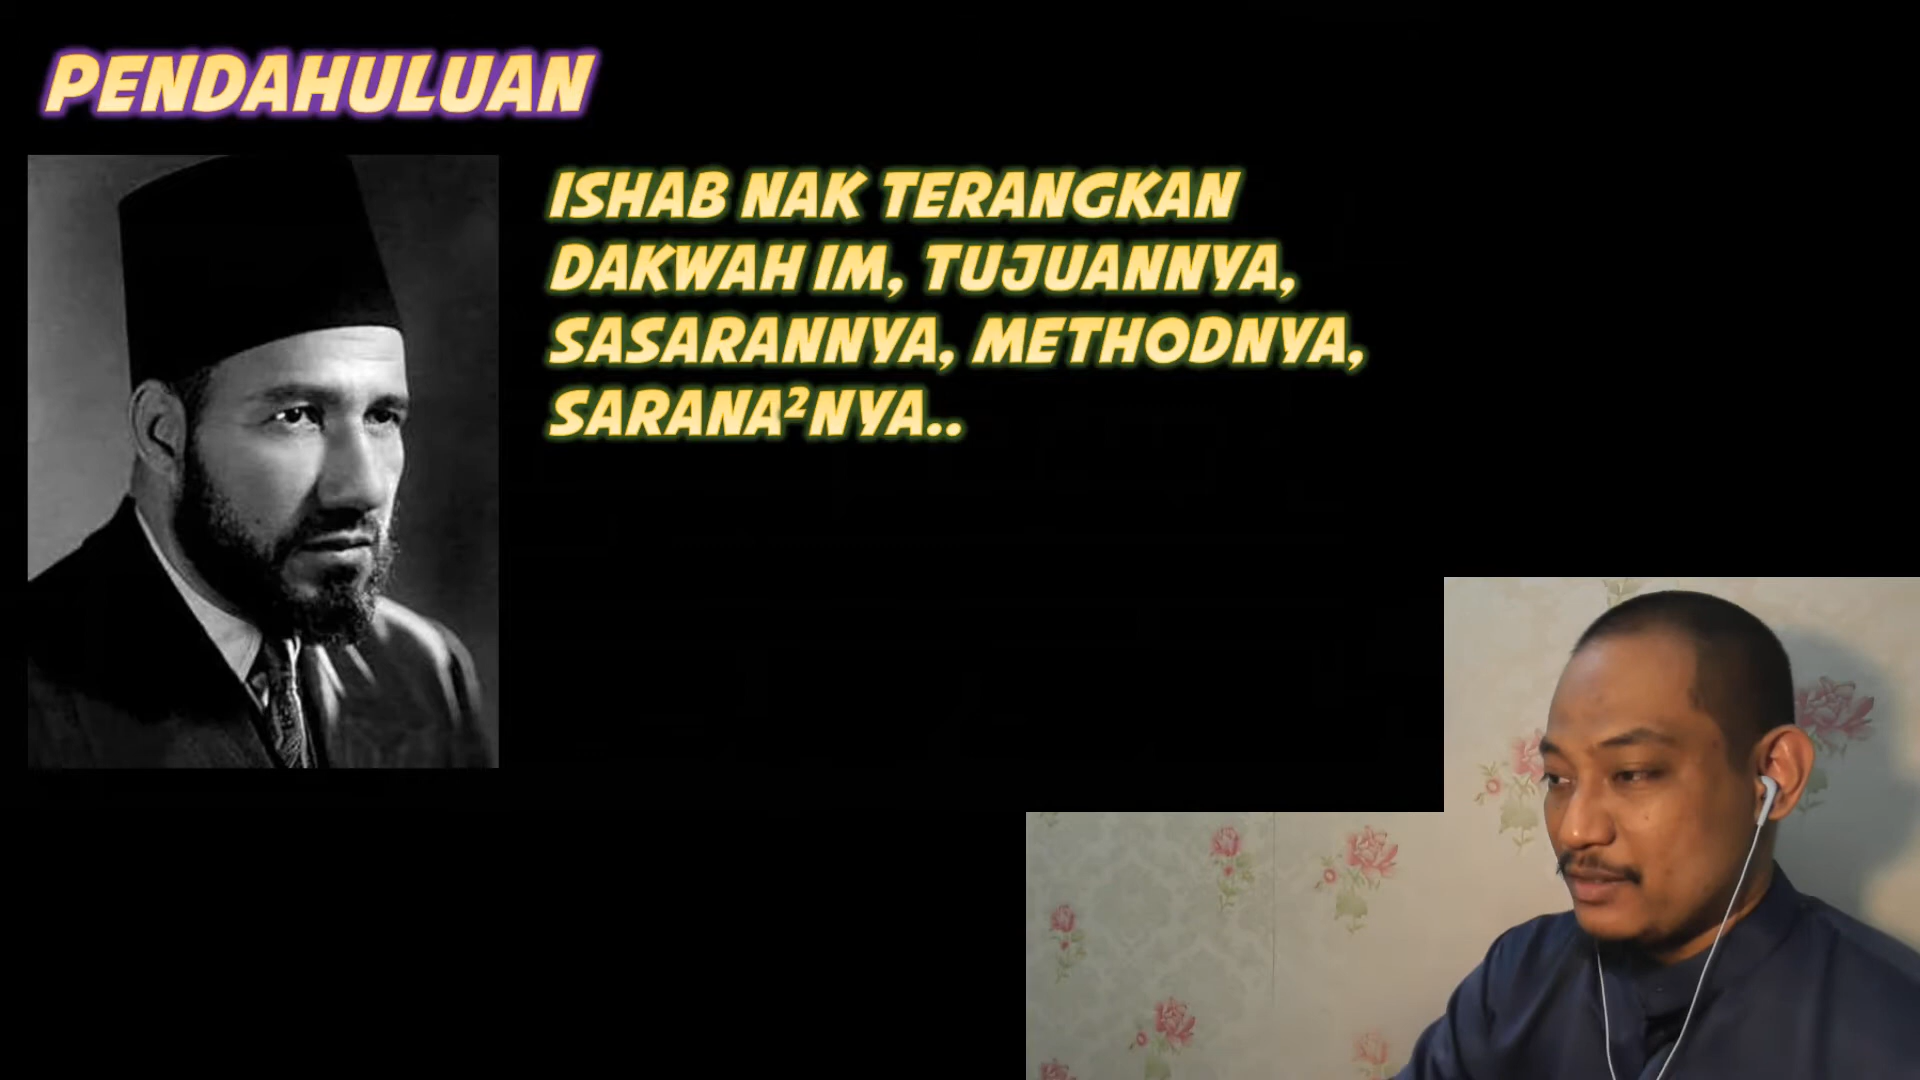 PENDAHULUAN
ISHAB NAK TERANGKAN
DAKWAH IM, TUJUANNYA,
SASARANNYA, METHODNYA,
SARANA²NYA..